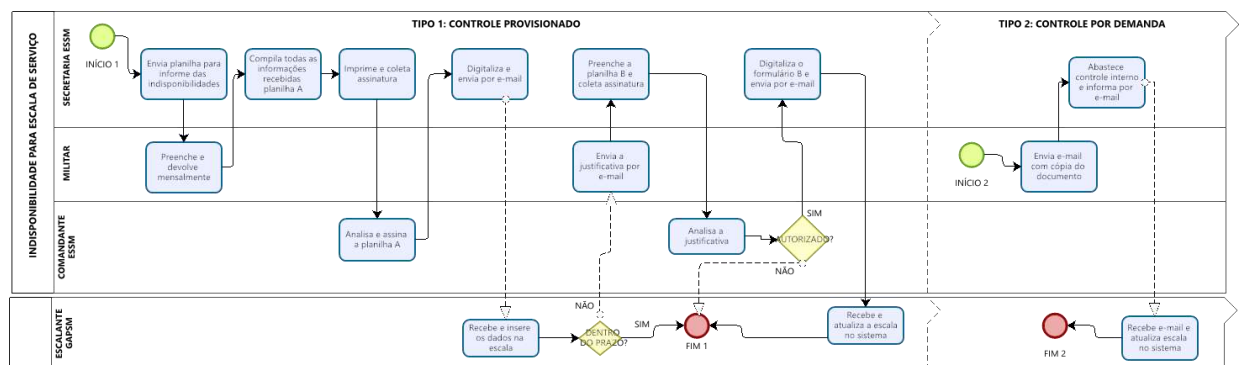 TIPO 1: CONTROLE PROVISIONADO
TIPO 2: CONTROLE POR DEMANDA
INDISPONIBILIDADE PARA ESCALA DE SERVIÇO
SECRETARIA ESSM
INÍCIO 1
Envia planilha para
informe das
indisponibilidades
Compila todas as
informações
recebidas
planilha A
Imprime e coleta
assinatura
Digitaliza e
envia por e-mail
Preenche a
planilha B e
coleta assinatura
Digitaliza o
formulário B e
envia por e-mail
Abastece
controle interno
e informa por
e-mail
MILITAR
Preenche e
devolve
mensalmente
Envia a
justificativa por
e-mail
INÍCIO 2
Envia e-mail
com cópia do
documento
COMANDANTE
ESSM
Analisa e assina
a planilha A
Analisa a
justificativa
AUTORIZADO?
SIM
NÃO
ESCALANTE
GAPSM
Recebe e insere
os dados na
escala
NÃO
DENTRO
DO PRAZO?
SIM
FIM 1
Recebe e
atualiza a escala
no sistema
FIM 2
Recebe e-mail e
atualiza escala
no sistema